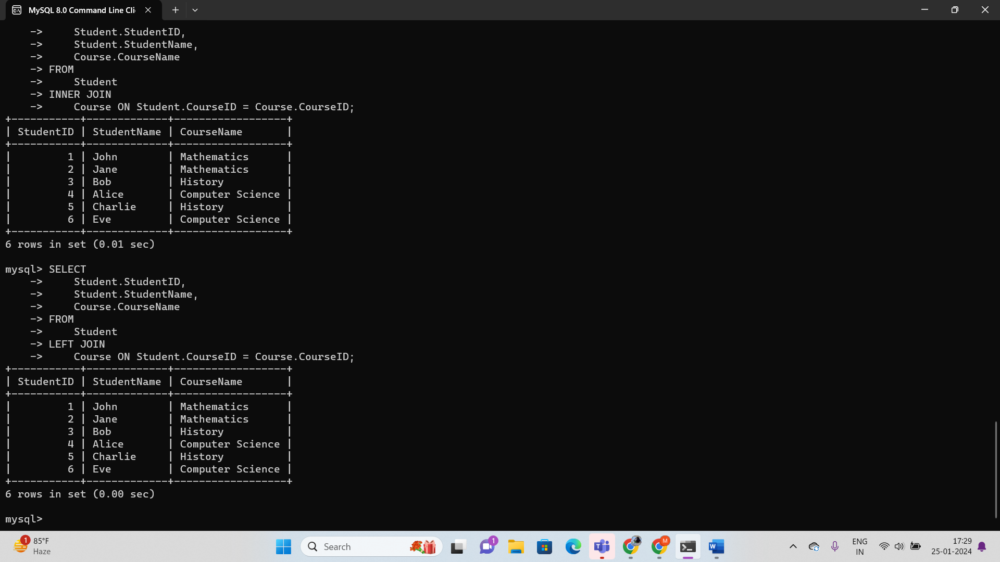 MySQL 8.0 Command Line Cli
    ->     Student.StudentID,
    ->     Student.StudentName,
    ->     Course.CourseName
    -> FROM
    ->     Student
    -> INNER JOIN
    ->     Course ON Student.CourseID = Course.CourseID;
+-----------+-------------+------------------+
| StudentID | StudentName | CourseName       |
+-----------+-------------+------------------+
|         1 | John        | Mathematics      |
|         2 | Jane        | Mathematics      |
|         3 | Bob         | History          |
|         4 | Alice       | Computer Science |
|         5 | Charlie     | History          |
|         6 | Eve         | Computer Science |
+-----------+-------------+------------------+
6 rows in set (0.01 sec)
mysql> SELECT
    ->     Student.StudentID,
    ->     Student.StudentName,
    ->     Course.CourseName
    -> FROM
    ->     Student
    -> LEFT JOIN
    ->     Course ON Student.CourseID = Course.CourseID;
+-----------+-------------+------------------+
| StudentID | StudentName | CourseName       |
+-----------+-------------+------------------+
|         1 | John        | Mathematics      |
|         2 | Jane        | Mathematics      |
|         3 | Bob         | History          |
|         4 | Alice       | Computer Science |
|         5 | Charlie     | History          |
|         6 | Eve         | Computer Science |
+-----------+-------------+------------------+
6 rows in set (0.00 sec)
mysql>
1
85°F
Haze
Search
1
T
M
W
ENG
IN
17:29
25-01-2024